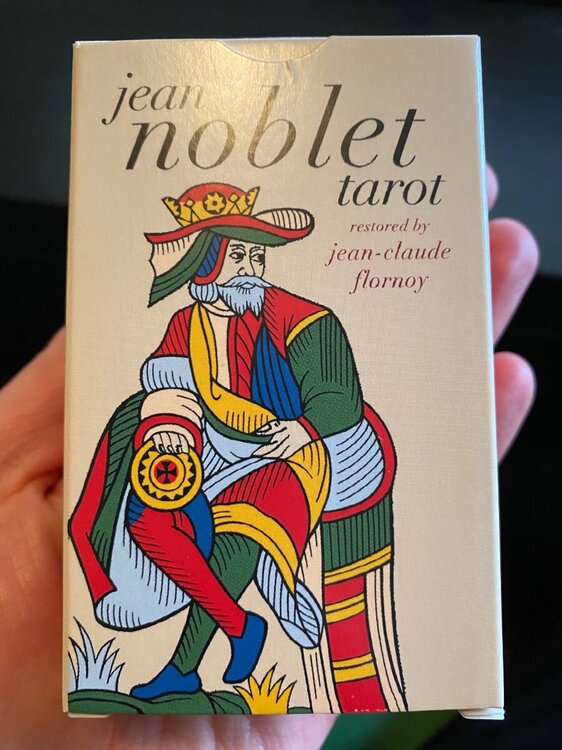 jean
noblet
tarot
restored by
jean-claude
flornoy